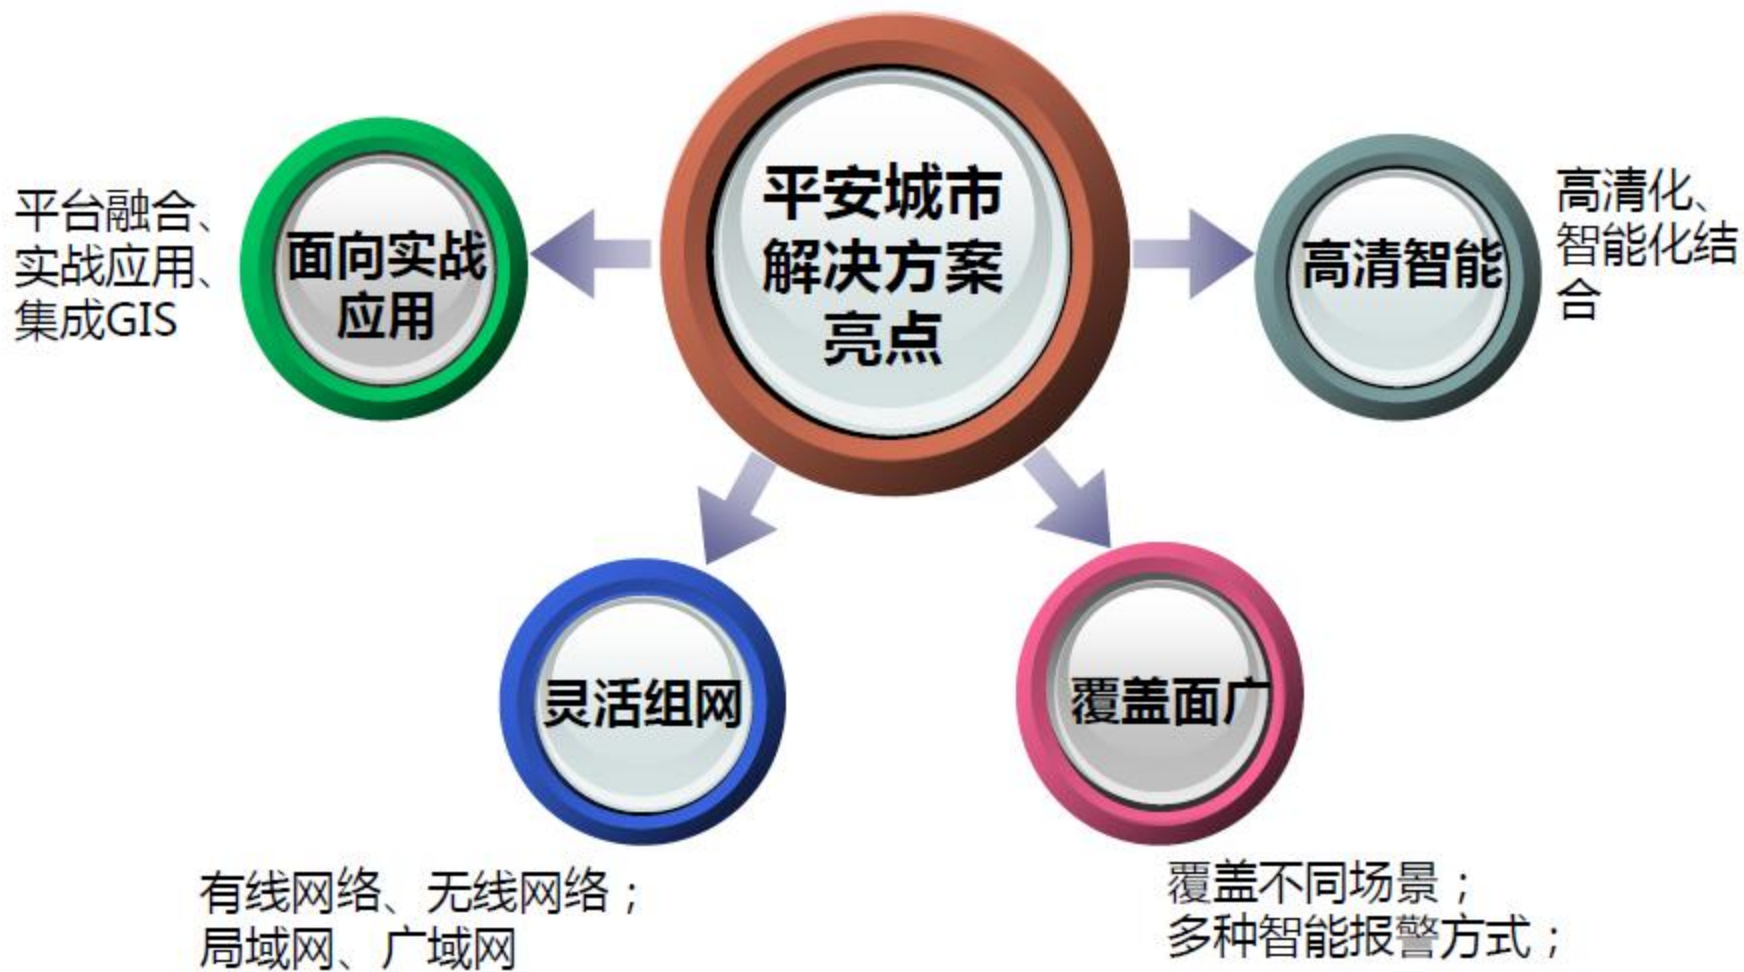 平安城市
解决方案
亮点
平台融合、
实战应用、
集成GIS
面向实战
应用
高清智能
高清化、
智能化结
合
灵活组网
有线网络、无线网络；
局域网、广域网
覆盖面广
覆盖不同场景；
多种智能报警方式；